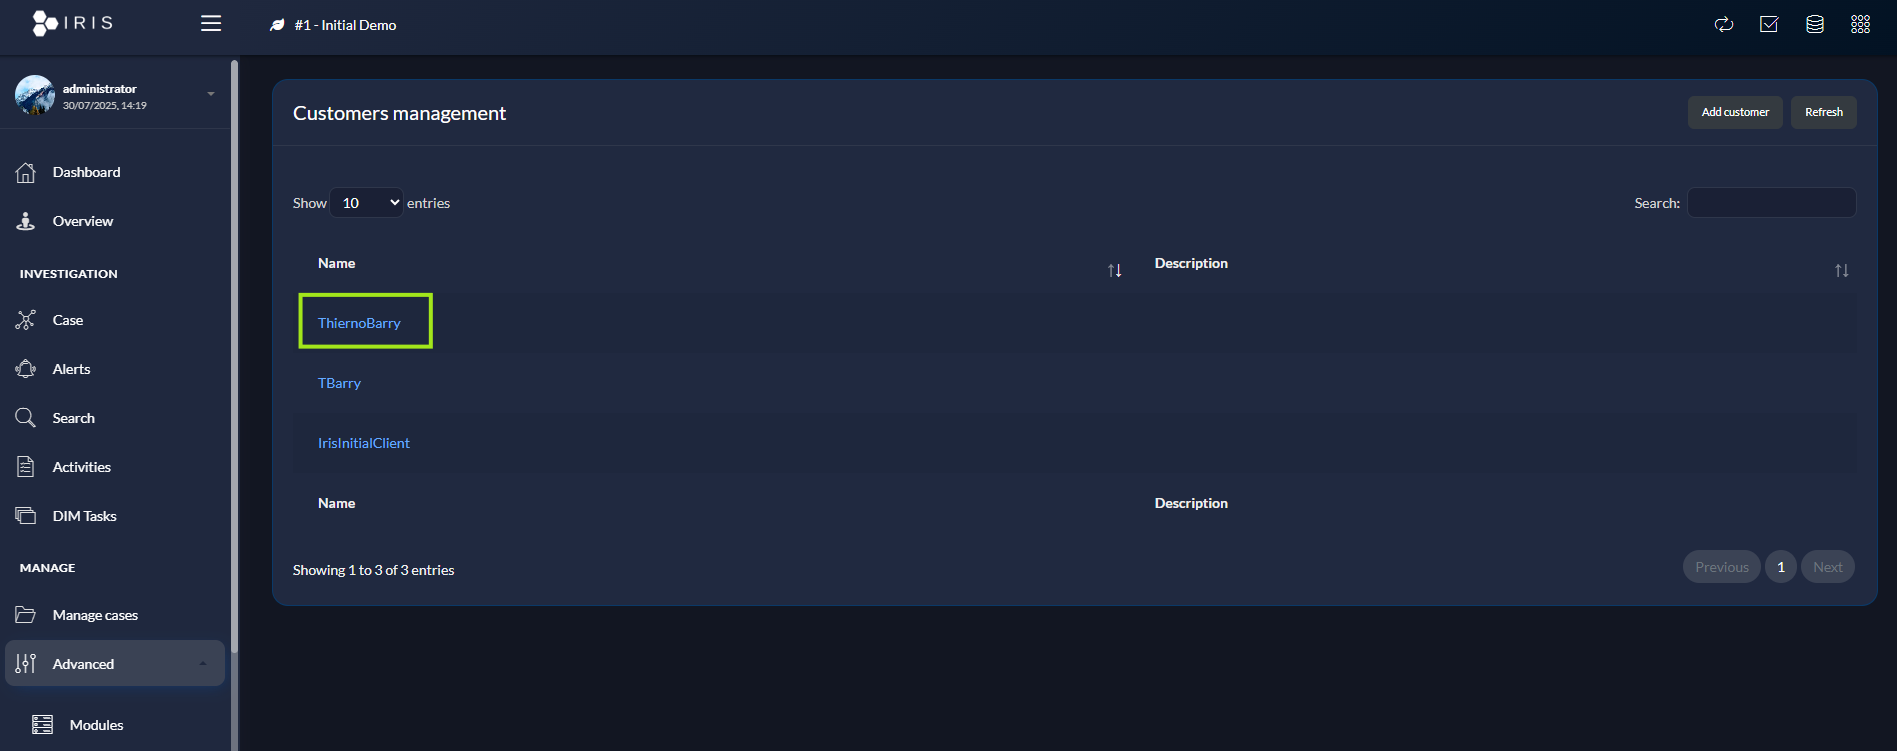 IRIS
#1 - Initial Demo
administrator
30/07/2025, 14:19
Dashboard
Overview
INVESTIGATION
Case
Alerts
Search
Activities
DIM Tasks
MANAGE
Manage cases
Advanced
Modules
Customers management
Add customer
Refresh
Show 10 entries
Search:
Name Description
ThiernoBarry
TBarry
IrisInitialClient
Name Description
Showing 1 to 3 of 3 entries
Previous 1 Next